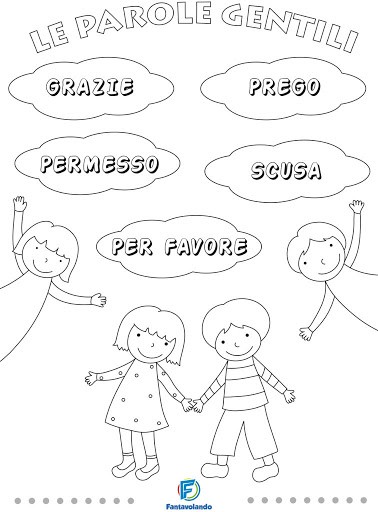 LE PAROLE GENTILI
GRAZIE
PREGO
PERMESSO
SCUSA
PER FAVORE
Fantavolando